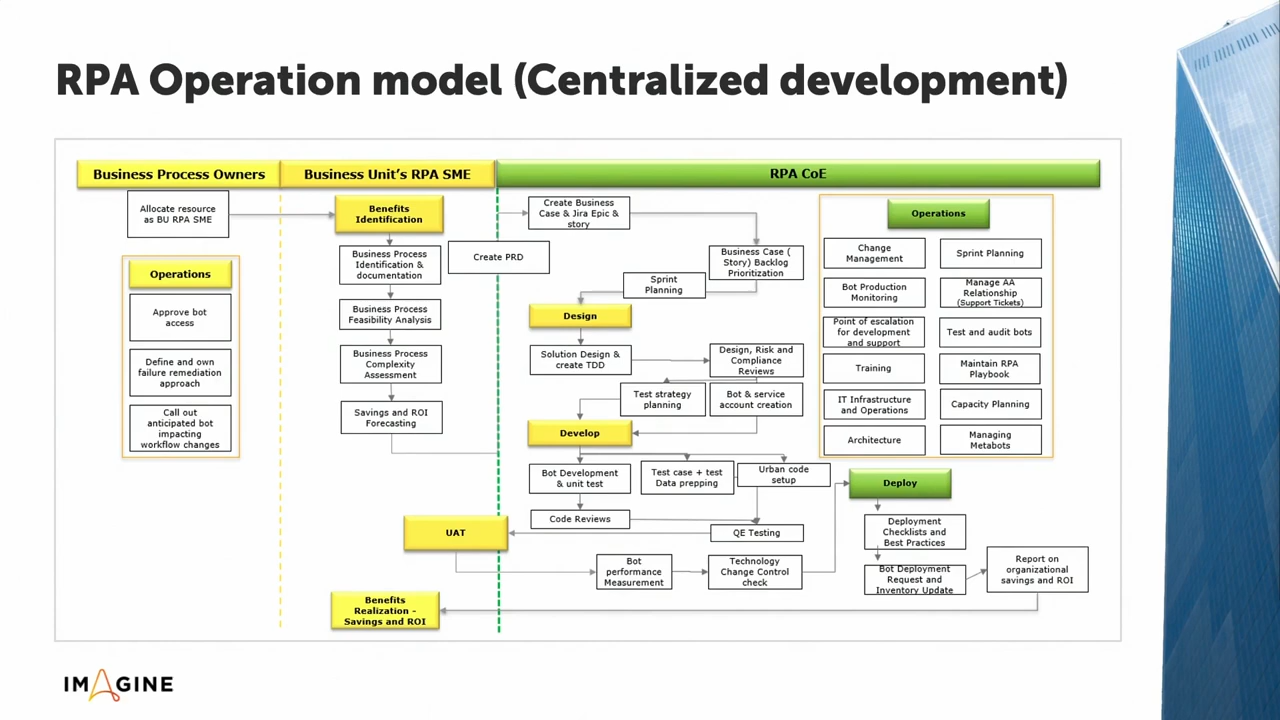 RPA Operation model (Centralized development)
Business Process Owners
Business Unit's RPA SME
RPA CoE
Allocate resource
as BU RPA SME
Operations
Approve bot
access
Define and own
failure remediation
approach
Call out
anticipated bot
impacting
workflow changes
Benefits
Identification
Business Process
Identification &
documentation
Business Process
Feasibility Analysis
Business Process
Complexity
Assessment
Savings and ROI
Forecasting
Create PRD
Create Business
Case & Jira Epic &
story
Business Case (
Story) Backlog
Prioritization
Sprint
Planning
Design
Solution Design &
create TDD
Design, Risk and
Compliance
Reviews
Test strategy
planning
Bot & service
account creation
Develop
Bot Development
& unit test
Test case + test
Data prepping
Urban code
setup
Code Reviews
QE Testing
UAT
Bot
performance
Measurement
Technology
Change Control
check
Operations
Change
Management
Sprint Planning
Bot Production
Monitoring
Manage AA
Relationship
(Support Tickets)
Point of escalation
for development
and support
Test and audit bots
Training
Maintain RPA
Playbook
IT Infrastructure
and Operations
Capacity Planning
Architecture
Managing
Metabots
Deploy
Deployment
Checklists and
Best Practices
Bot Deployment
Request and
Inventory Update
Report on
organizational
savings and ROI
Benefits
Realization -
Savings and ROI
IMAGINE